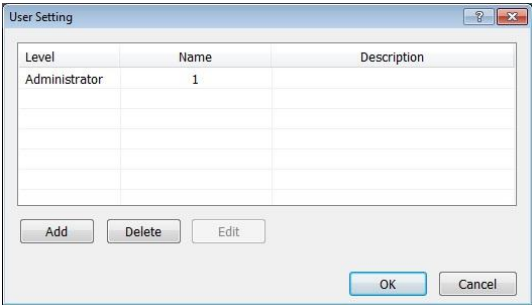 User Setting
?
Level Name Description
Administrator 1
Add Delete Edit
OK Cancel